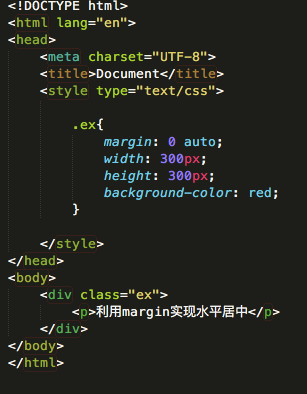 <!DOCTYPE html>
<html lang="en">
<head>
    <meta charset="UTF-8">
    <title>Document</title>
    <style type="text/css">
        .ex{
            margin: 0 auto;
            width: 300px;
            height: 300px;
            background-color: red;
        }
    </style>
</head>
<body>
    <div class="ex">
        <p>利用margin实现水平居中</p>
    </div>
</body>
</html>